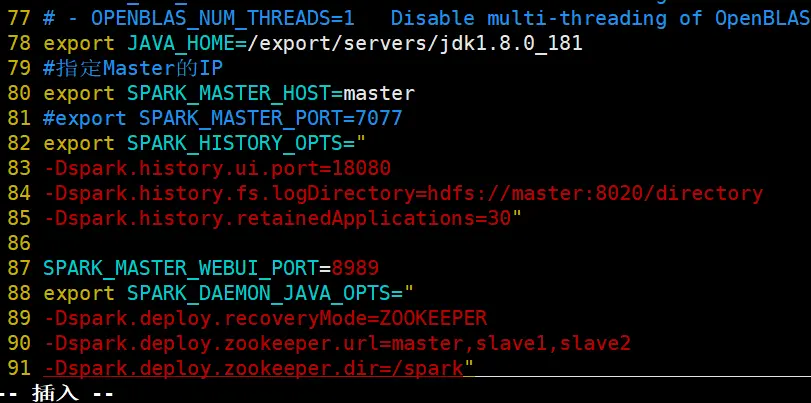 77 # - OPENBLAS_NUM_THREADS=1   Disable multi-threading of OpenBLAS
78 export JAVA_HOME=/export/servers/jdk1.8.0_181
79 #指定Master的IP
80 export SPARK_MASTER_HOST=master
81 #export SPARK_MASTER_PORT=7077
82 export SPARK_HISTORY_OPTS="
83 -Dspark.history.ui.port=18080
84 -Dspark.history.fs.logDirectory=hdfs://master:8020/directory
85 -Dspark.history.retainedApplications=30"
86
87 SPARK_MASTER_WEBUI_PORT=8989
88 export SPARK_DAEMON_JAVA_OPTS="
89 -Dspark.deploy.recoveryMode=ZOOKEEPER
90 -Dspark.deploy.zookeeper.url=master,slave1,slave2
91 -Dspark.deploy.zookeeper.dir=/spark"
-- 插入 --